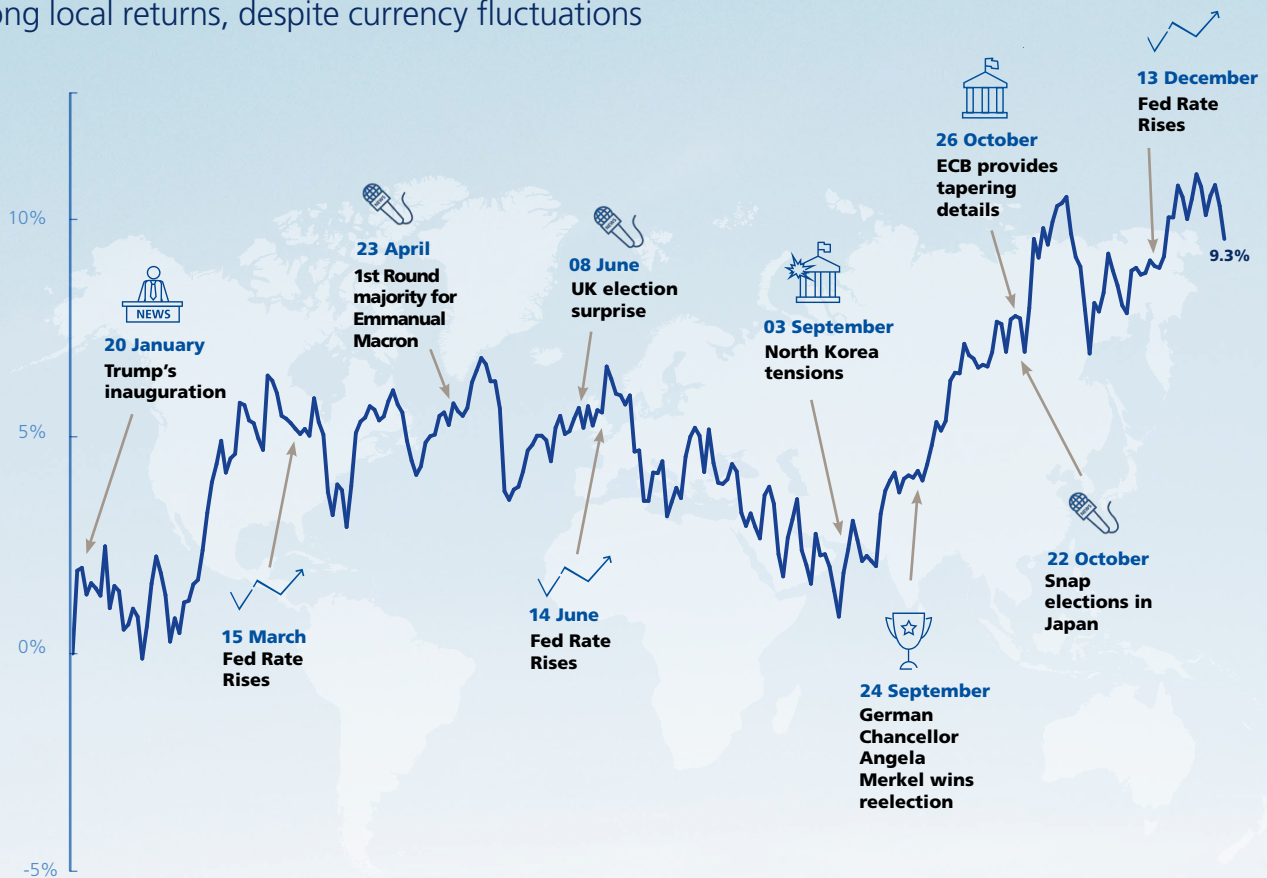 ong local returns, despite currency fluctuations
10%
5%
0%
-5%
NEWS
20 January
Trump's
inauguration
15 March
Fed Rate
Rises
NEWS
23 April
1st Round
majority for
Emmanual
Macron
NEWS
08 June
UK election
surprise
14 June
Fed Rate
Rises
03 September
North Korea
tensions
24 September
German
Chancellor
Angela
Merkel wins
reelection
26 October
ECB provides
tapering
details
NEWS
22 October
Snap
elections in
Japan
13 December
Fed Rate
Rises
9.3%